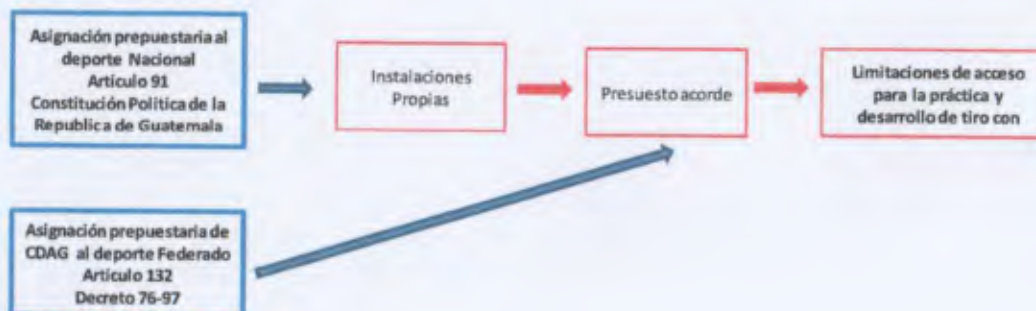 Asignación prepuestaria al
deporte Nacional
Artículo 91
Constitución Politica de la
Republica de Guatemala
Instalaciones
Propias
Presuesto acorde
Limitaciones de acceso
para la práctica y
desarrollo de tiro con
Asignación prepuestaria de
CDAG al deporte Federado
Artículo 132
Decreto 76-97